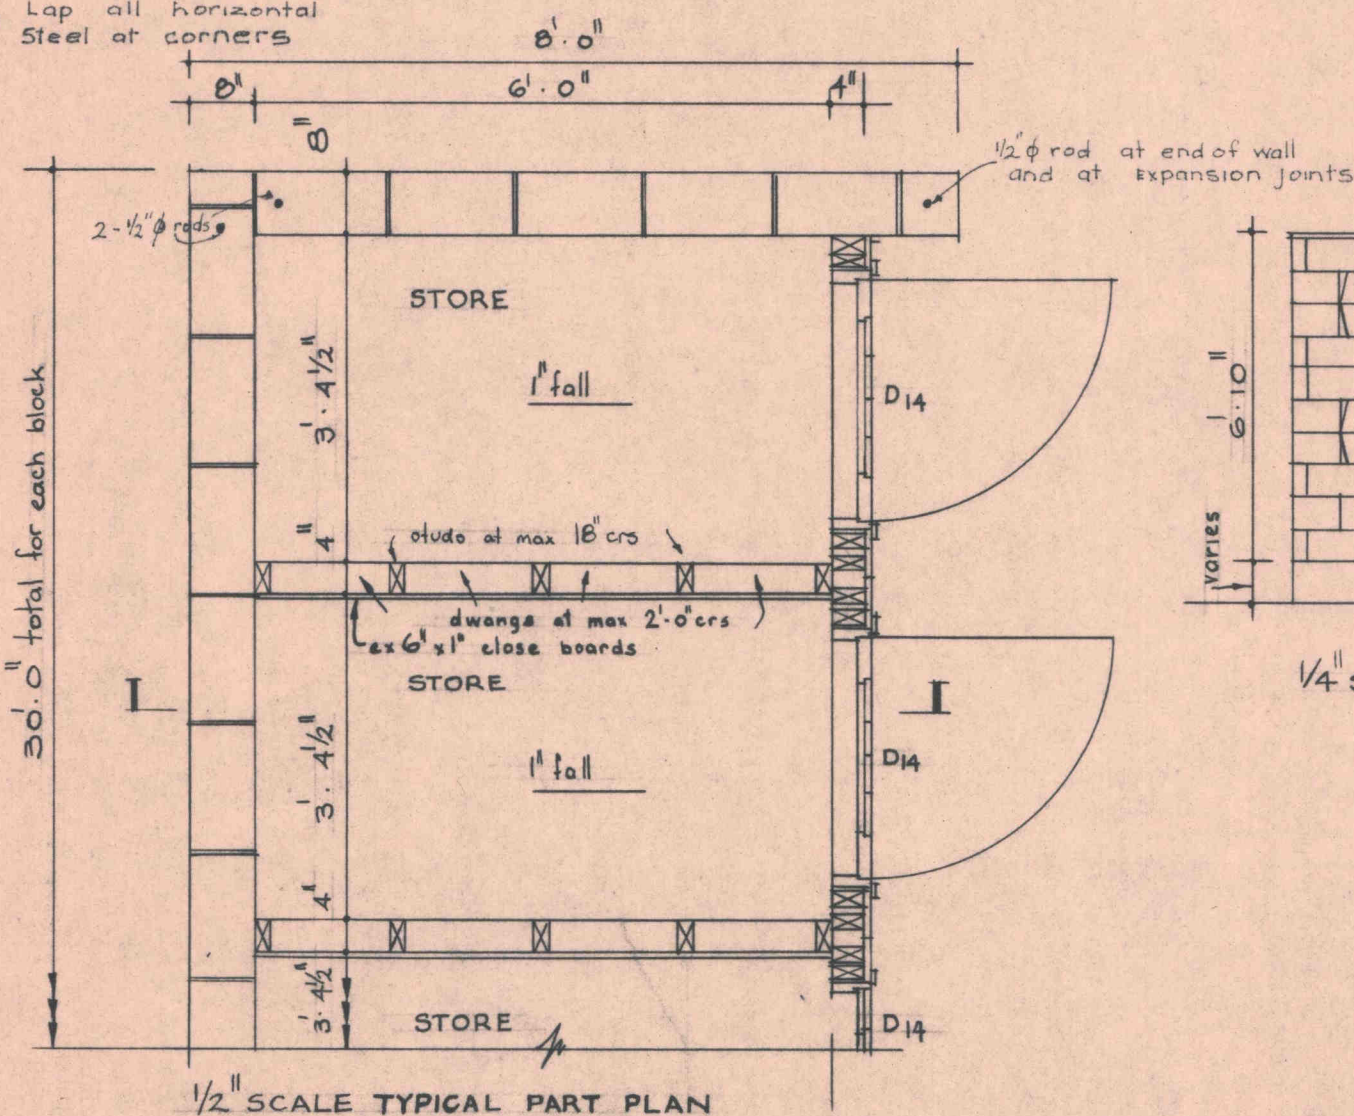 Lap all horizontal
Steel at corners
8'.0"
8"
6'.0"
4"
8"
1/2"ϕ rod at end of wall
and at Expansion joints
2-1/2"ϕ rods
STORE
3'.4 1/2"
1" fall
D14
30'.0" total for each block
6'.10"
varies
4"
studs at max 18" crs
dwangs at max 2'-0" crs
ex 6" x 1" close boards
STORE
I
I
1/4" s
3'.4 1/2"
1" fall
D14
4"
3'.4 1/2"
STORE
D14
1/2" SCALE TYPICAL PART PLAN